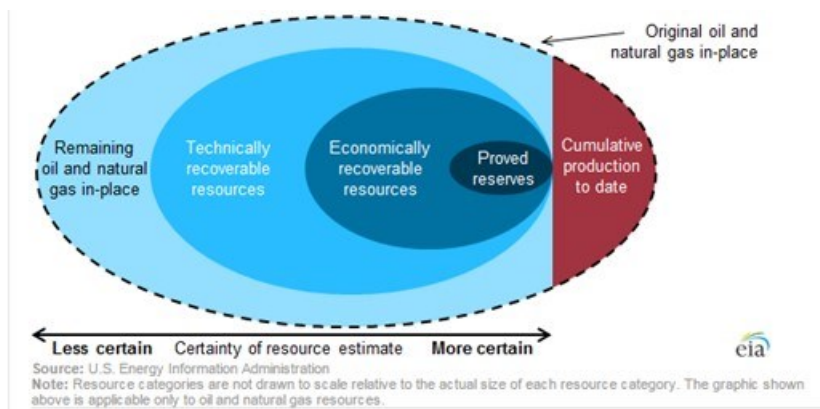 Original oil and
natural gas in-place
Remaining
oil and natural
gas in-place
Technically
recoverable
resources
Economically
recoverable
resources
Proved
reserves
Cumulative
production
to date
Less certain Certainty of resource estimate More certain
eia
Source: U.S. Energy Information Administration
Note: Resource categories are not drawn to scale relative to the actual size of each resource category. The graphic shown
above is applicable only to oil and natural gas resources.